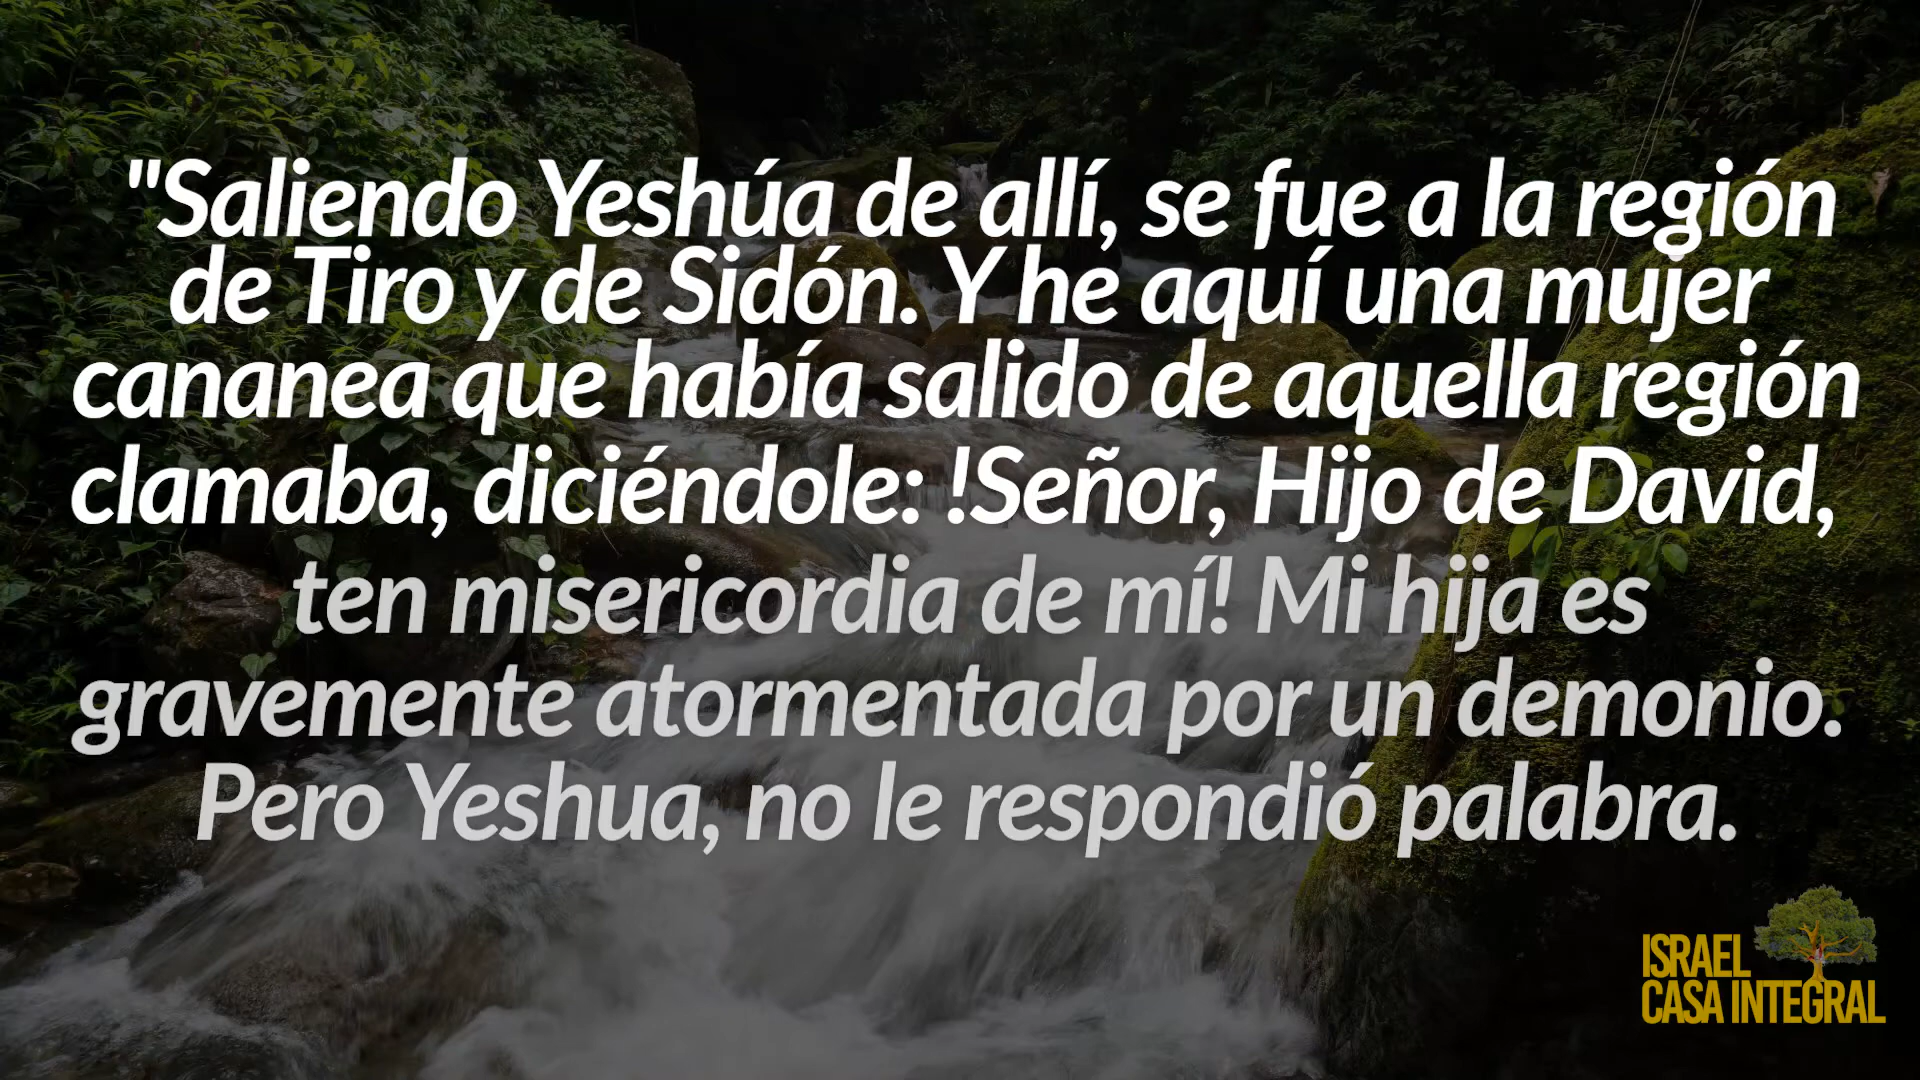 "Saliendo Yeshúa de allí, se fue a la región
de Tiro y de Sidón. Y he aquí una mujer
cananea que había salido de aquella región
clamaba, diciéndole: !Señor, Hijo de David,
ten misericordia de mí! Mi hija es
gravemente atormentada por un demonio.
Pero Yeshua, no le respondió palabra.
ISRAEL
CASA INTEGRAL